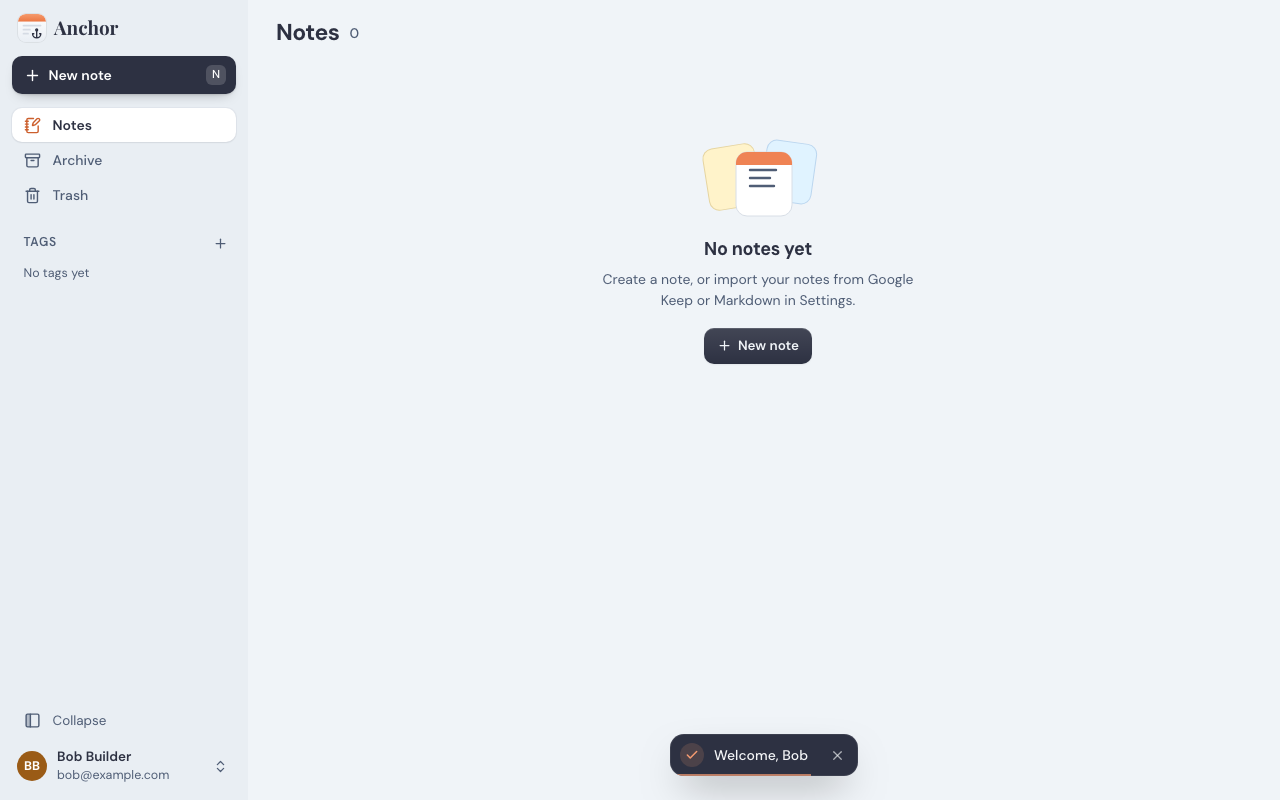 Anchor
New note
N
Notes
Archive
Trash
TAGS
No tags yet
Collapse
BB
Bob Builder
bob@example.com
Notes 0
No notes yet
Create a note, or import your notes from Google
Keep or Markdown in Settings.
New note
Welcome, Bob